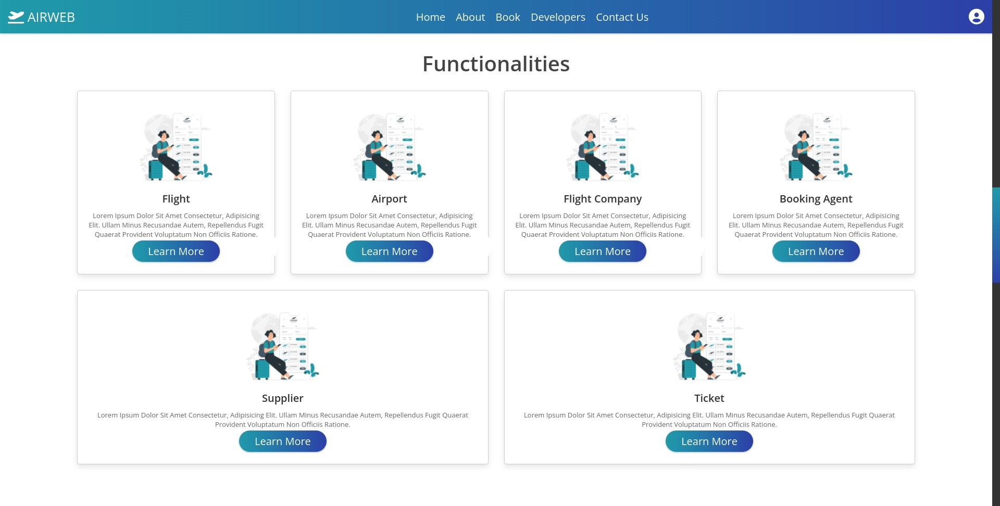 AIRWEB
Home About Book Developers Contact Us
Functionalities
Flight
Lorem Ipsum Dolor Sit Amet Consectetur, Adipisicing
Elit. Ullam Minus Recusandae Autem, Repellendus Fugit
Quaerat Provident Voluptatum Non Officiis Ratione.
Learn More
Airport
Lorem Ipsum Dolor Sit Amet Consectetur, Adipisicing
Elit. Ullam Minus Recusandae Autem, Repellendus Fugit
Quaerat Provident Voluptatum Non Officiis Ratione.
Learn More
Flight Company
Lorem Ipsum Dolor Sit Amet Consectetur, Adipisicing
Elit. Ullam Minus Recusandae Autem, Repellendus Fugit
Quaerat Provident Voluptatum Non Officiis Ratione.
Learn More
Booking Agent
Lorem Ipsum Dolor Sit Amet Consectetur, Adipisicing
Elit. Ullam Minus Recusandae Autem, Repellendus Fugit
Quaerat Provident Voluptatum Non Officiis Ratione.
Learn More
Supplier
Lorem Ipsum Dolor Sit Amet Consectetur, Adipisicing Elit. Ullam Minus Recusandae Autem, Repellendus Fugit Quaerat
Provident Voluptatum Non Officiis Ratione.
Learn More
Ticket
Lorem Ipsum Dolor Sit Amet Consectetur, Adipisicing Elit. Ullam Minus Recusandae Autem, Repellendus Fugit Quaerat
Provident Voluptatum Non Officiis Ratione.
Learn More